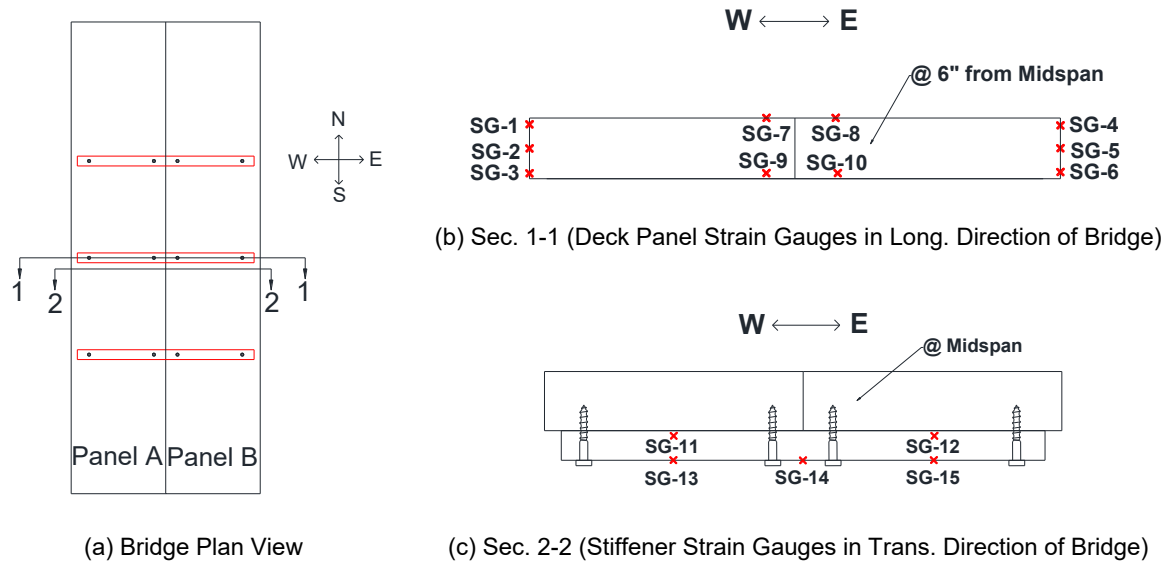 N
W E
S
1 1
2 2
Panel A Panel B
(a) Bridge Plan View
W E
@ 6" from Midspan
SG-1 SG-7 SG-8 SG-4
SG-2 SG-5
SG-3 SG-9 SG-10 SG-6
(b) Sec. 1-1 (Deck Panel Strain Gauges in Long. Direction of Bridge)
W E
@ Midspan
SG-11 SG-12
SG-13 SG-14 SG-15
(c) Sec. 2-2 (Stiffener Strain Gauges in Trans. Direction of Bridge)